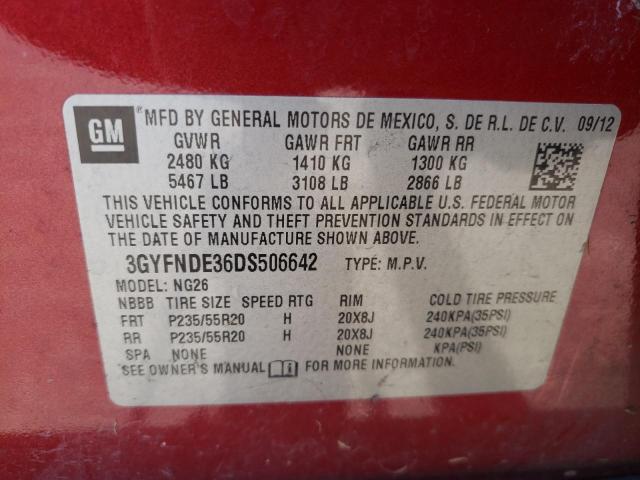 GM ® MFD BY GENERAL MOTORS DE MEXICO, S. DE R.L. DE C.V. 09/12
GVWR GAWR FRT GAWR RR
2480 KG 1410 KG 1300 KG
5467 LB 3108 LB 2866 LB
THIS VEHICLE CONFORMS TO ALL APPLICABLE U.S. FEDERAL MOTOR
VEHICLE SAFETY AND THEFT PREVENTION STANDARDS IN EFFECT ON
THE DATE OF MANUFACTURE SHOWN ABOVE.
3GYFNDE36DS506642 TYPE: M.P.V.
MODEL: NG26
NBBB TIRE SIZE SPEED RTG RIM COLD TIRE PRESSURE
FRT P235/55R20 H 20X8J 240KPA(35PSI)
RR P235/55R20 H 20X8J 240KPA(35PSI)
SPA NONE NONE KPA(PSI)
SEE OWNER'S MANUAL FOR MORE INFORMATION.